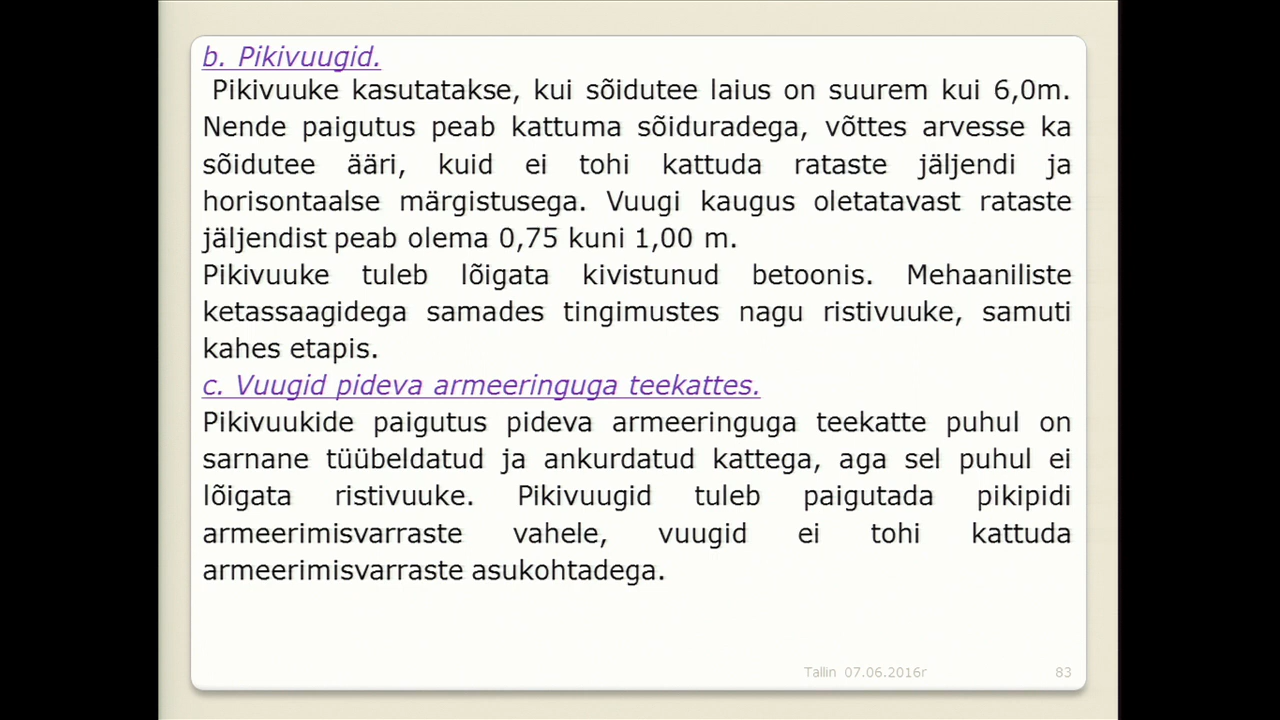 b. Pikivuugid.
Pikivuuke kasutatakse, kui sõidutee laius on suurem kui 6,0m.
Nende paigutus peab kattuma sõiduradega, võttes arvesse ka
sõidutee ääri, kuid ei tohi kattuda rataste jäljendi ja
horisontaalse märgistusega. Vuugi kaugus oletatavast rataste
jäljendist peab olema 0,75 kuni 1,00 m.
Pikivuuke tuleb lõigata kivistunud betoonis. Mehaaniliste
ketassaagidega samades tingimustes nagu ristivuuke, samuti
kahes etapis.
c. Vuugid pideva armeeringuga teekattes.
Pikivuukide paigutus pideva armeeringuga teekatte puhul on
sarnane tüübeldatud ja ankurdatud kattega, aga sel puhul ei
lõigata ristivuuke. Pikivuugid tuleb paigutada pikipidi
armeerimisvarraste vahele, vuugid ei tohi kattuda
armeerimisvarraste asukohtadega.
Tallin 07.06.2016r 83